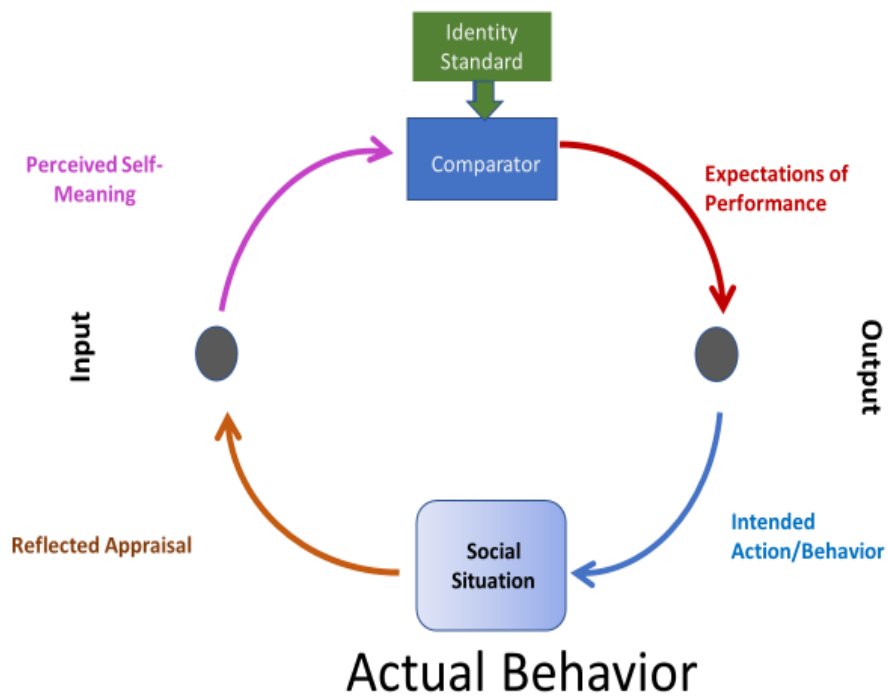 Identity
Standard
Comparator
Perceived Self-
Meaning
Expectations of
Performance
Input
Output
Reflected Appraisal
Social
Situation
Intended
Action/Behavior
Actual Behavior